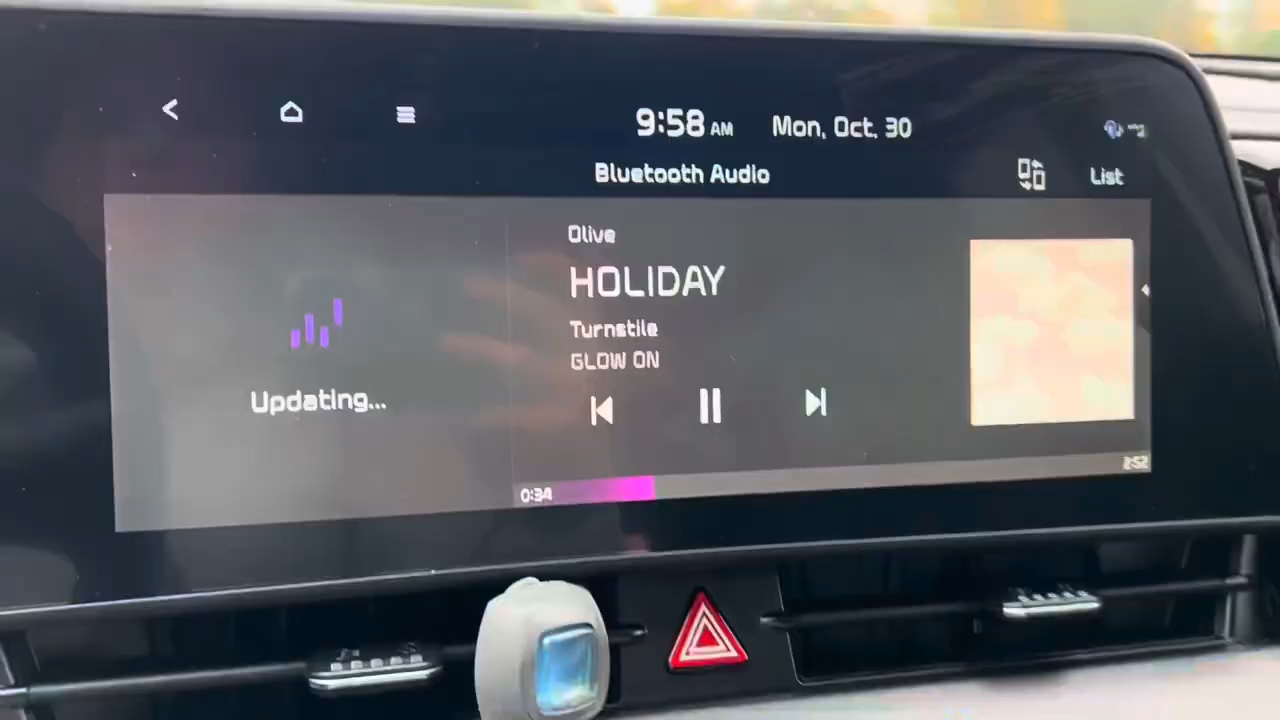 9:58 AM Mon, Oct. 30
Bluetooth Audio
List
Olive
HOLIDAY
Turnstile
GLOW ON
Updating...
0:34
2:52